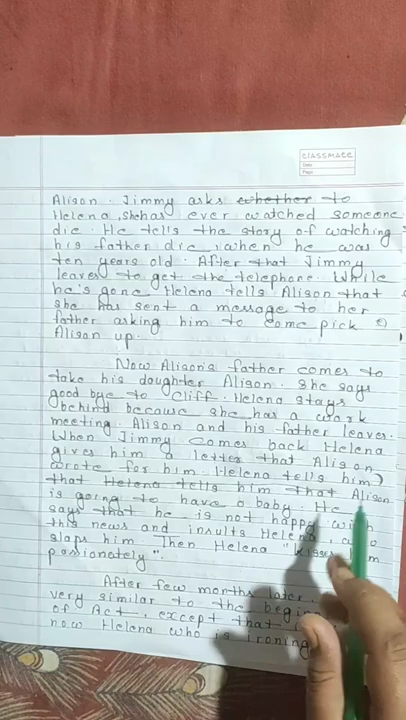 CLASSMATE
Date
Page
Alison. Jimmy asks whether to
Helena, she has ever watched someone
die. He tells the story of watching
his father die, when he was
ten years old. After that Jimmy
leaves to get the telephone. While
he's gone Helena tells Alison that
she has sent a message to her
father asking him to come pick
Alison up.
Now Alison's father comes to
take his daughter Alison. She says
good bye to Cliff. Helena stays
behind because she has a work
meeting. Alison and his father leaves.
When Jimmy comes back Helena
gives him a letter that Alison
wrote for him. Helena tells him
that Helena tells him that Alison
is going to have a baby. He
says that he is not happy with
this news and insults Helena,
slaps him. Then Helena "kisses him
passionately".
After few months later
very similar to the
of Act, except that
now Helena who is ironing